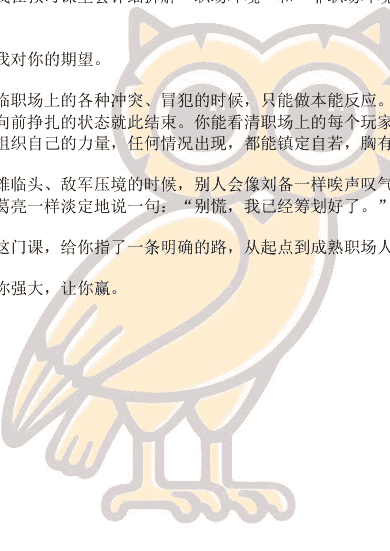 我对你的期望。
临职场上的各种冲突、冒犯的时候，只能做本能反应。
向前挣扎的状态就此结束。你能看清职场上的每个玩家
组织自己的力量，任何情况出现，都能镇定自若，胸有
难临头、敌军压境的时候，别人会像刘备一样唉声叹气
葛亮一样淡定地说一句：“别慌，我已经筹划好了。”
这门课，给你指了一条明确的路，从起点到成熟职场人
你强大，让你赢。